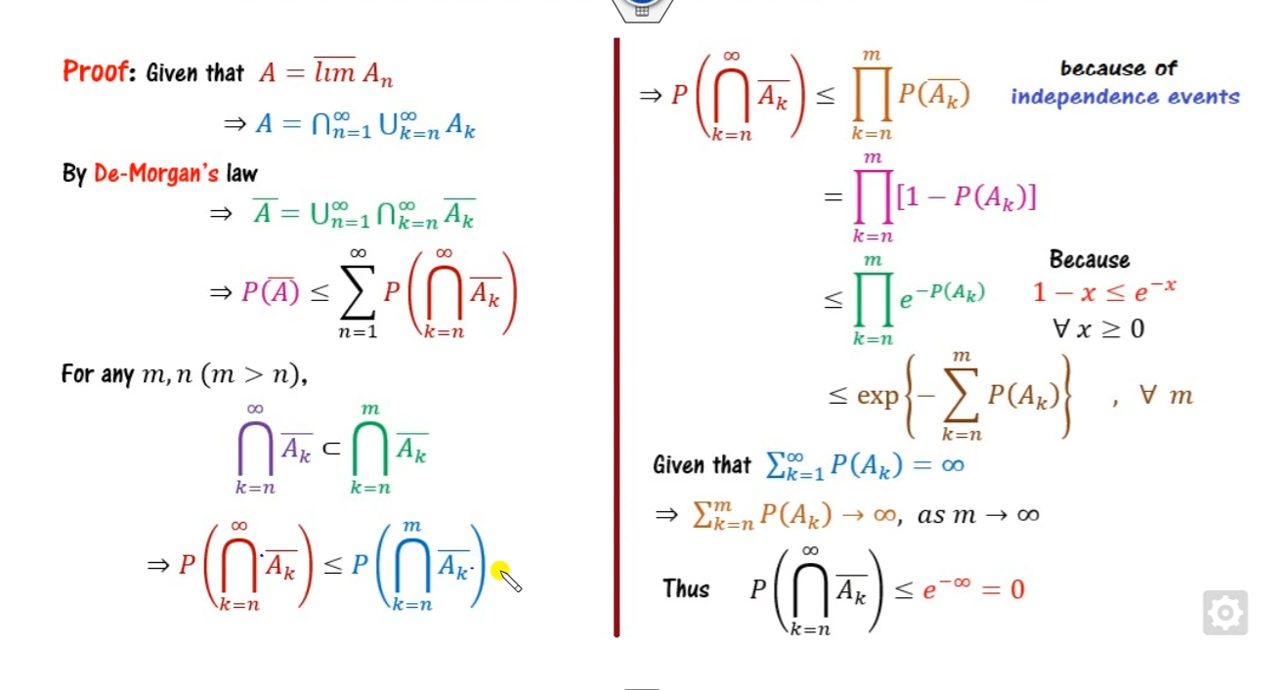 Proof: Given that A = \overline{lim} Aₙ
⇒ A = ⋂_{n=1}^{∞} ⋃_{k=n}^{∞} A_k
By De-Morgan's law
⇒ \overline{A} = ⋃_{n=1}^{∞} ⋂_{k=n}^{∞} \overline{A_k}
⇒ P(\overline{A}) ≤ ∑_{n=1}^{∞} P(⋂_{k=n}^{∞} \overline{A_k})
For any m, n (m > n),
⋂_{k=n}^{∞} \overline{A_k} ⊂ ⋂_{k=n}^{m} \overline{A_k}
⇒ P(⋂_{k=n}^{∞} \overline{A_k}) ≤ P(⋂_{k=n}^{m} \overline{A_k})
⇒ P(⋂_{k=n}^{∞} \overline{A_k}) ≤ ∏_{k=n}^{m} P(\overline{A_k}) because of
independence events
= ∏_{k=n}^{m} [1 − P(A_k)]
≤ ∏_{k=n}^{m} e^{−P(A_k)} Because
1 − x ≤ e^{−x}
∀ x ≥ 0
≤ exp{−∑_{k=n}^{m} P(A_k)} , ∀ m
Given that ∑_{k=1}^{∞} P(A_k) = ∞
⇒ ∑_{k=n}^{m} P(A_k) → ∞, as m → ∞
Thus P(⋂_{k=n}^{∞} \overline{A_k}) ≤ e^{−∞} = 0